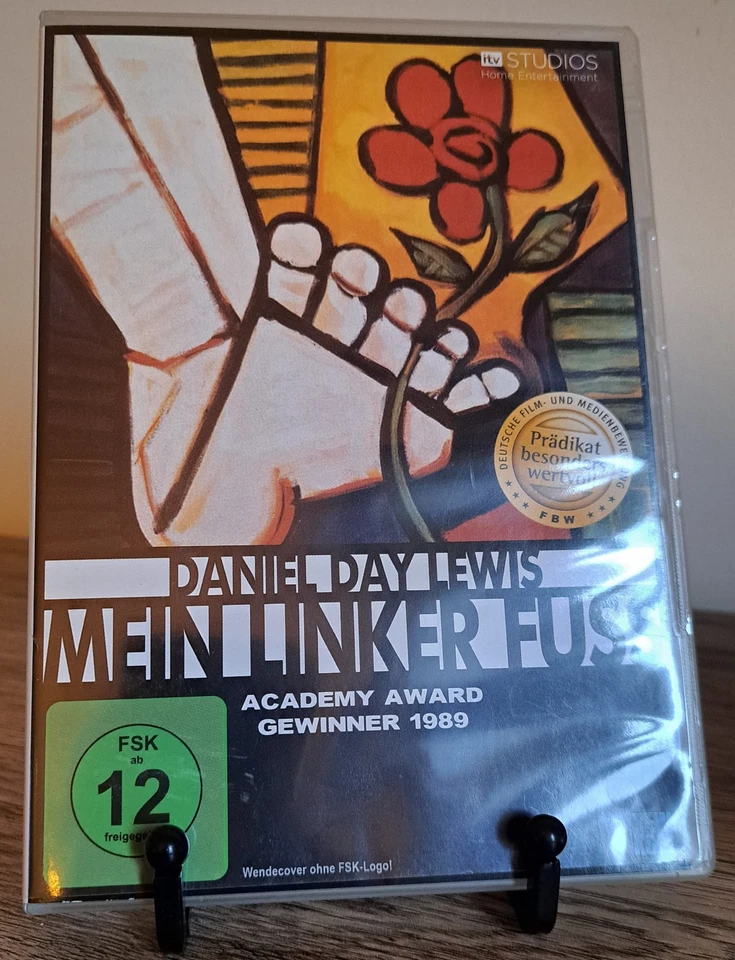 itv STUDIOS
Home Entertainment
DEUTSCHE FILM- UND MEDIENBEWERTUNG
Prädikat
besonders
wertvoll
FBW
DANIEL DAY LEWIS
MEIN LINKER FUSS
ACADEMY AWARD
GEWINNER 1989
FSK
ab
12
Wendecover ohne FSK-Logo!